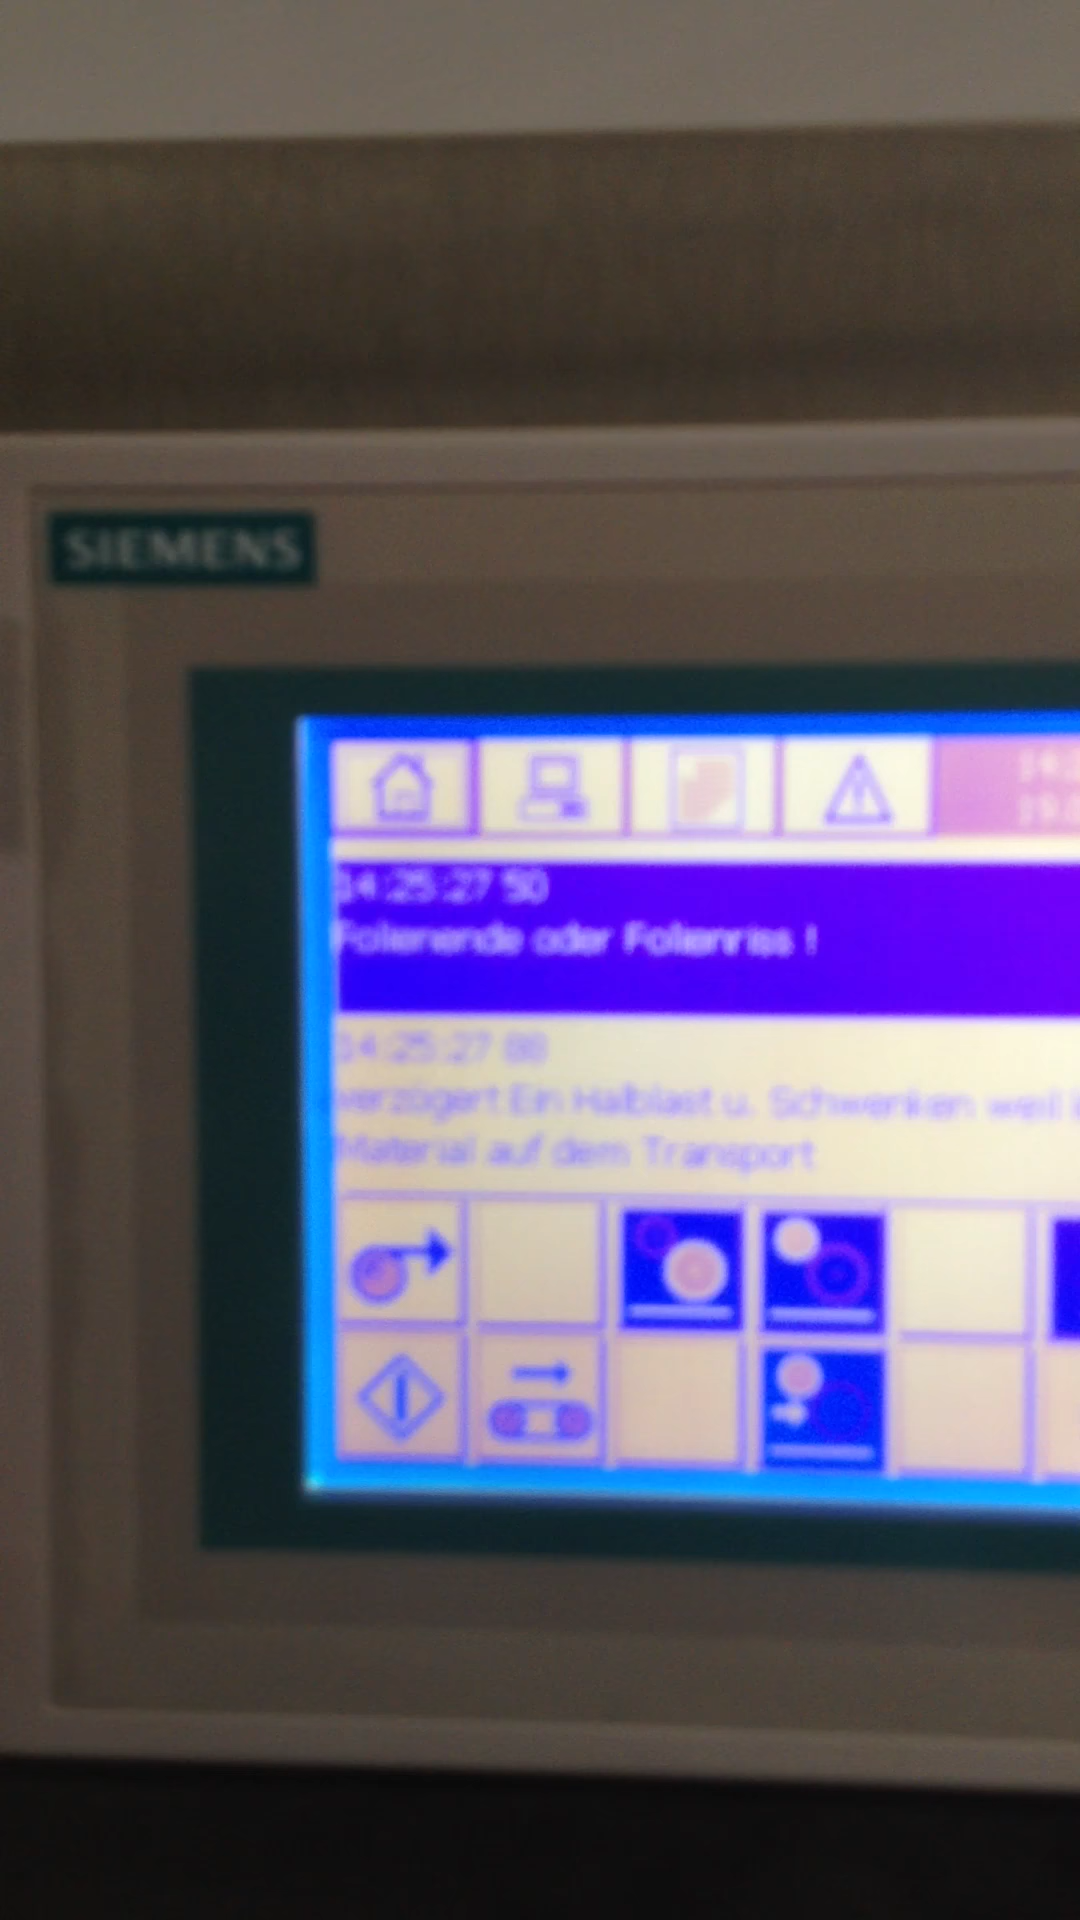 SIEMENS
14:25:27 50
Folienende oder Folienriss !
14:25:27
verzögert Ein Halblast u. Schwenken weil
Material auf dem Transport